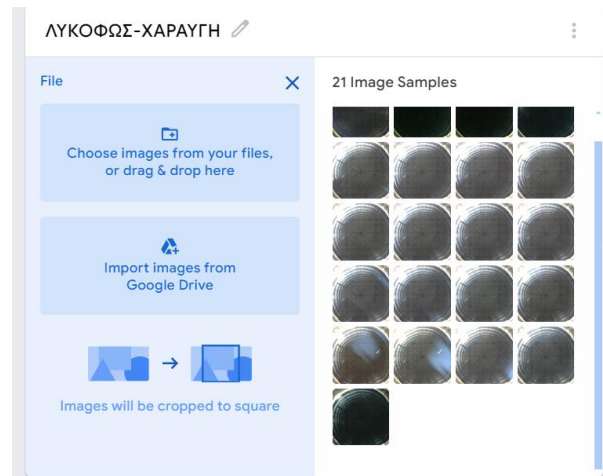 ΛΥΚΟΦΩΣ-ΧΑΡΑΥΓΗ
File
Choose images from your files,
or drag & drop here
Import images from
Google Drive
Images will be cropped to square
21 Image Samples